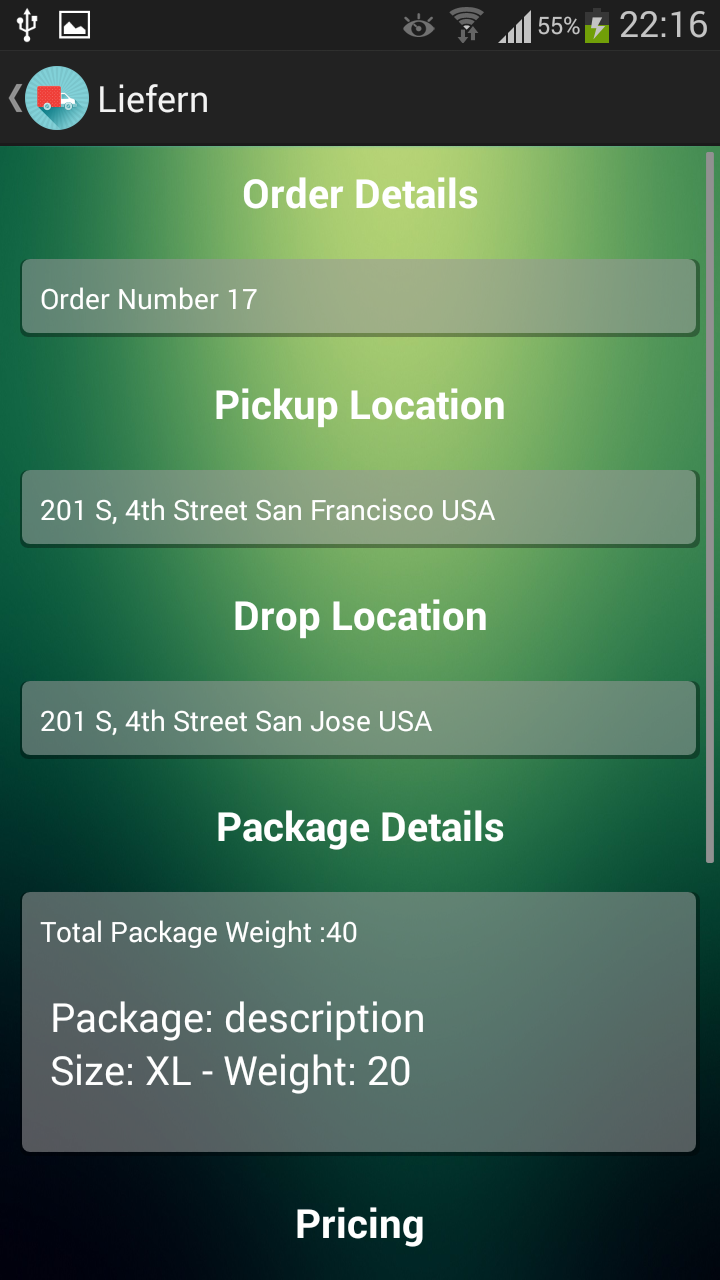 55% 22:16
Liefern
Order Details
Order Number 17
Pickup Location
201 S, 4th Street San Francisco USA
Drop Location
201 S, 4th Street San Jose USA
Package Details
Total Package Weight :40
Package: description
Size: XL - Weight: 20
Pricing